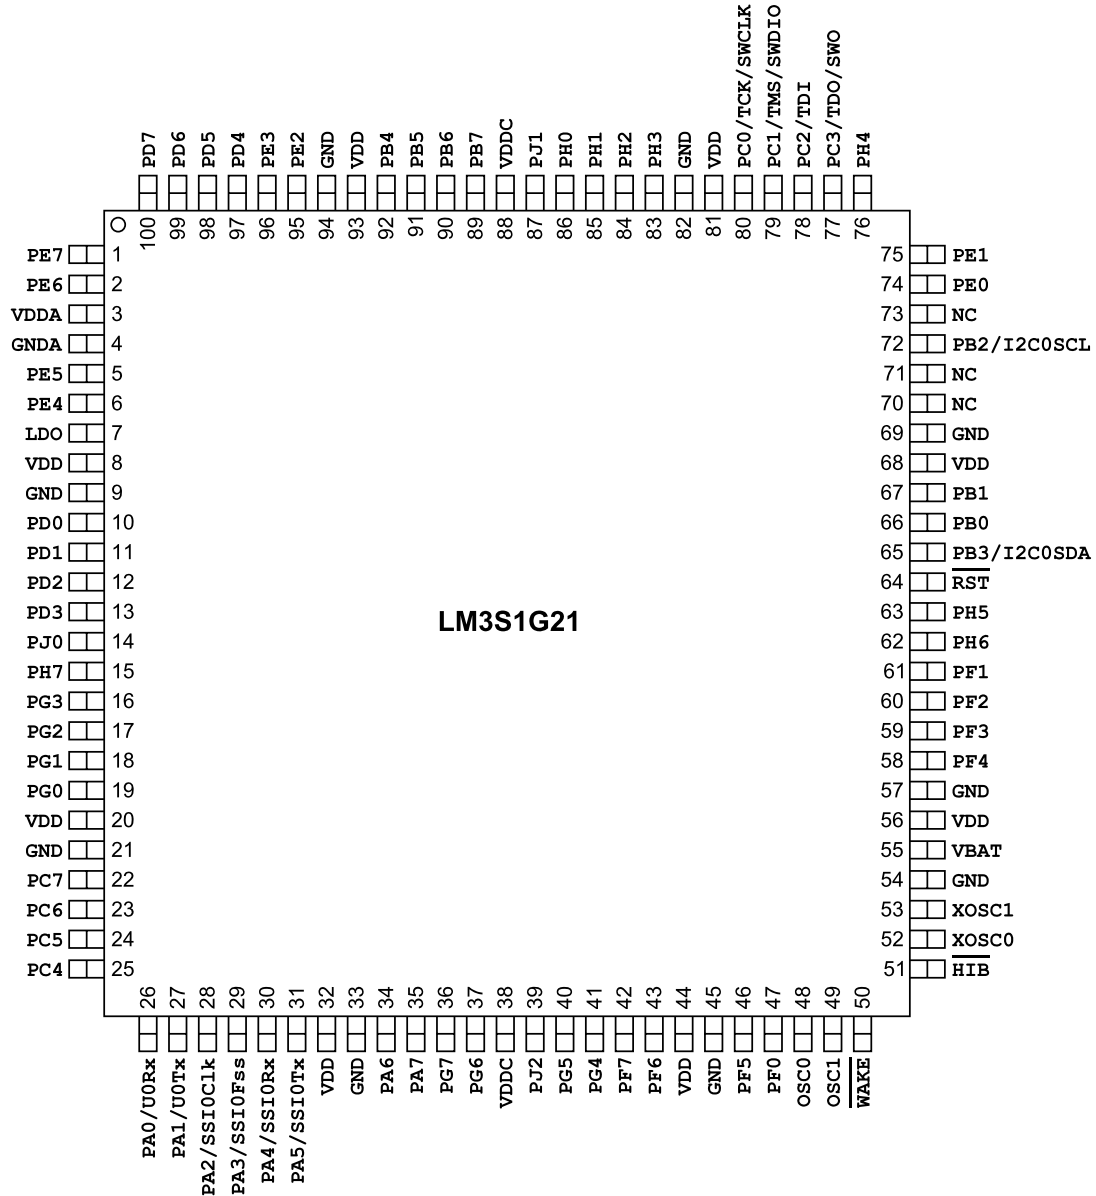 PC0/TCK/SWCLK
PC1/TMS/SWDIO
PC2/TDI
PC3/TDO/SWO
PD7
PD6
PD5
PD4
PE3
PE2
GND
VDD
PB4
PB5
PB6
PB7
VDDC
PJ1
PH0
PH1
PH2
PH3
GND
VDD
PH4
100
99
98
97
96
95
94
93
92
91
90
89
88
87
86
85
84
83
82
81
80
79
78
77
76
PE7 1
PE6 2
VDDA 3
GNDA 4
PE5 5
PE4 6
LDO 7
VDD 8
GND 9
PD0 10
PD1 11
PD2 12
PD3 13
PJ0 14
PH7 15
PG3 16
PG2 17
PG1 18
PG0 19
VDD 20
GND 21
PC7 22
PC6 23
PC5 24
PC4 25
LM3S1G21
75 PE1
74 PE0
73 NC
72 PB2/I2C0SCL
71 NC
70 NC
69 GND
68 VDD
67 PB1
66 PB0
65 PB3/I2C0SDA
64 RST
63 PH5
62 PH6
61 PF1
60 PF2
59 PF3
58 PF4
57 GND
56 VDD
55 VBAT
54 GND
53 XOSC1
52 XOSC0
51 HIB
26
27
28
29
30
31
32
33
34
35
36
37
38
39
40
41
42
43
44
45
46
47
48
49
50
PA0/U0Rx
PA1/U0Tx
PA2/SSI0Clk
PA3/SSI0Fss
PA4/SSI0Rx
PA5/SSI0Tx
VDD
GND
PA6
PA7
PG7
PG6
VDDC
PJ2
PG5
PG4
PF7
PF6
VDD
GND
PF5
PF0
OSC0
OSC1
WAKE